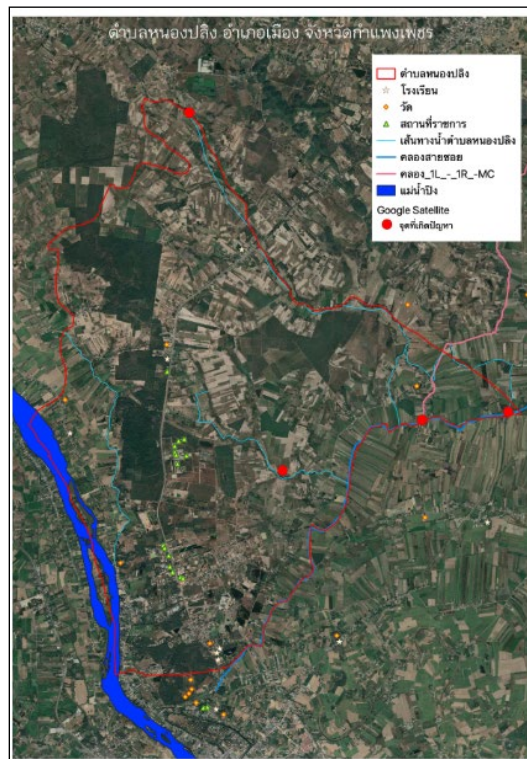 ตำบลหนองปลิง อำเภอเมือง จังหวัดกำแพงเพชร
ตำบลหนองปลิง
โรงเรียน
วัด
สถานที่ราชการ
เส้นทางน้ำตำบลหนองปลิง
คลองสายซอย
คลอง_1L_-_1R_-MC
แม่น้ำปิง
Google Satellite
จุดที่เกิดปัญหา